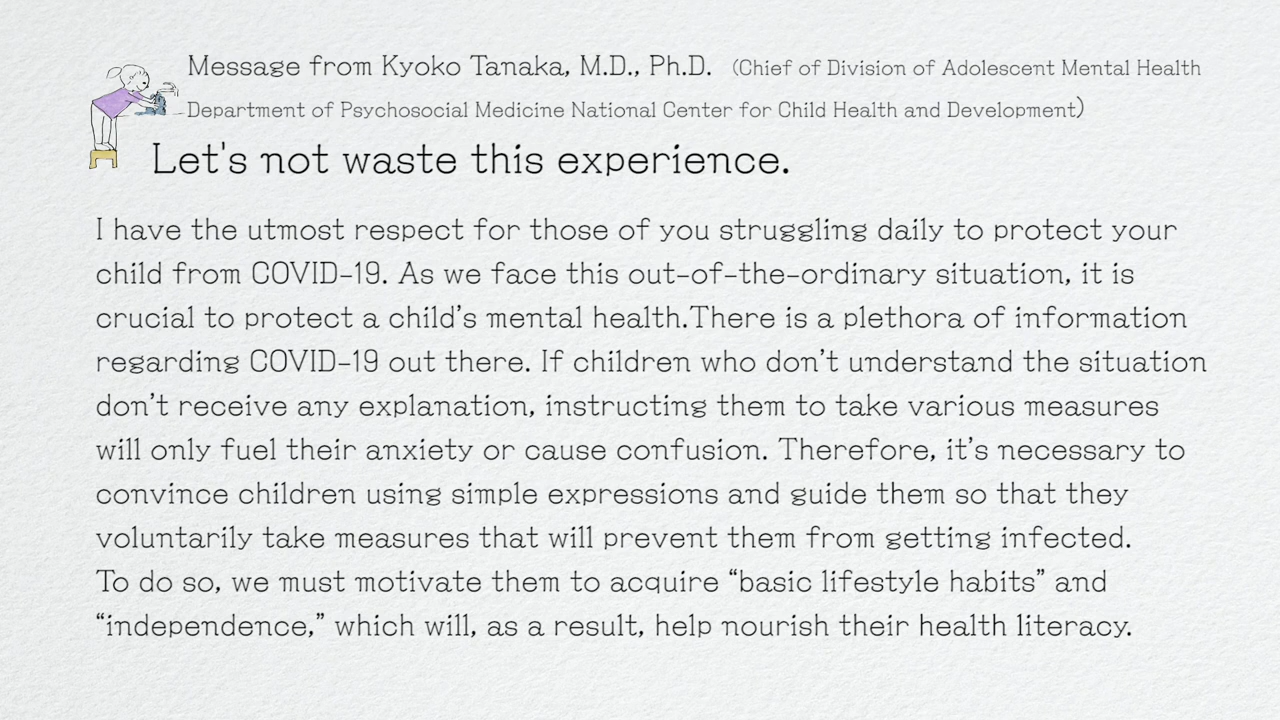 Message from Kyoko Tanaka, M.D., Ph.D. (Chief of Division of Adolescent Mental Health
Department of Psychosocial Medicine National Center for Child Health and Development)
Let's not waste this experience.
I have the utmost respect for those of you struggling daily to protect your
child from COVID-19. As we face this out-of-the-ordinary situation, it is
crucial to protect a child’s mental health.There is a plethora of information
regarding COVID-19 out there. If children who don’t understand the situation
don’t receive any explanation, instructing them to take various measures
will only fuel their anxiety or cause confusion. Therefore, it’s necessary to
convince children using simple expressions and guide them so that they
voluntarily take measures that will prevent them from getting infected.
To do so, we must motivate them to acquire “basic lifestyle habits” and
“independence,” which will, as a result, help nourish their health literacy.